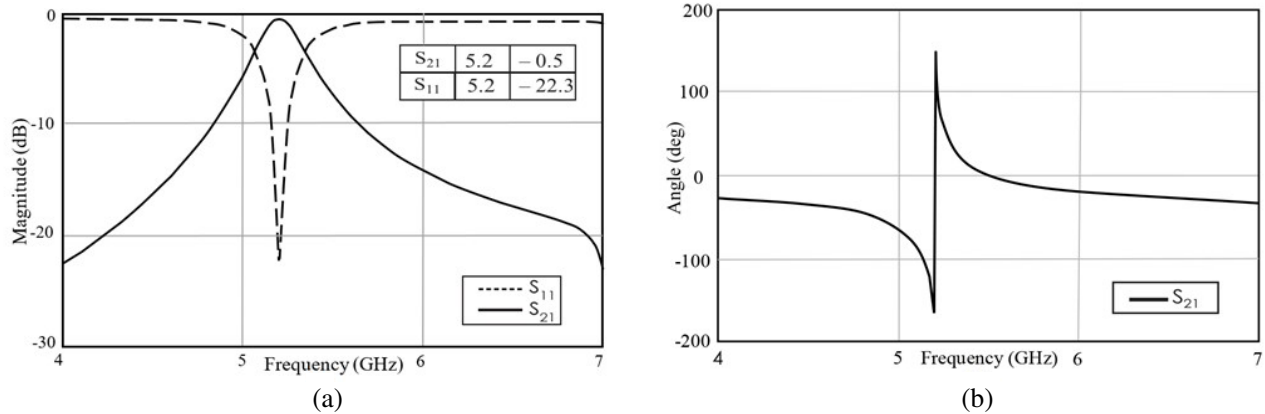 0
-10
-20
-30
Magnitude (dB)
S21 5.2 – 0.5
S11 5.2 – 22.3
S11
S21
4 5 6 7
Frequency (GHz)
(a)
200
100
0
-100
-200
Angle (deg)
S21
4 5 6 7
Frequency (GHz)
(b)